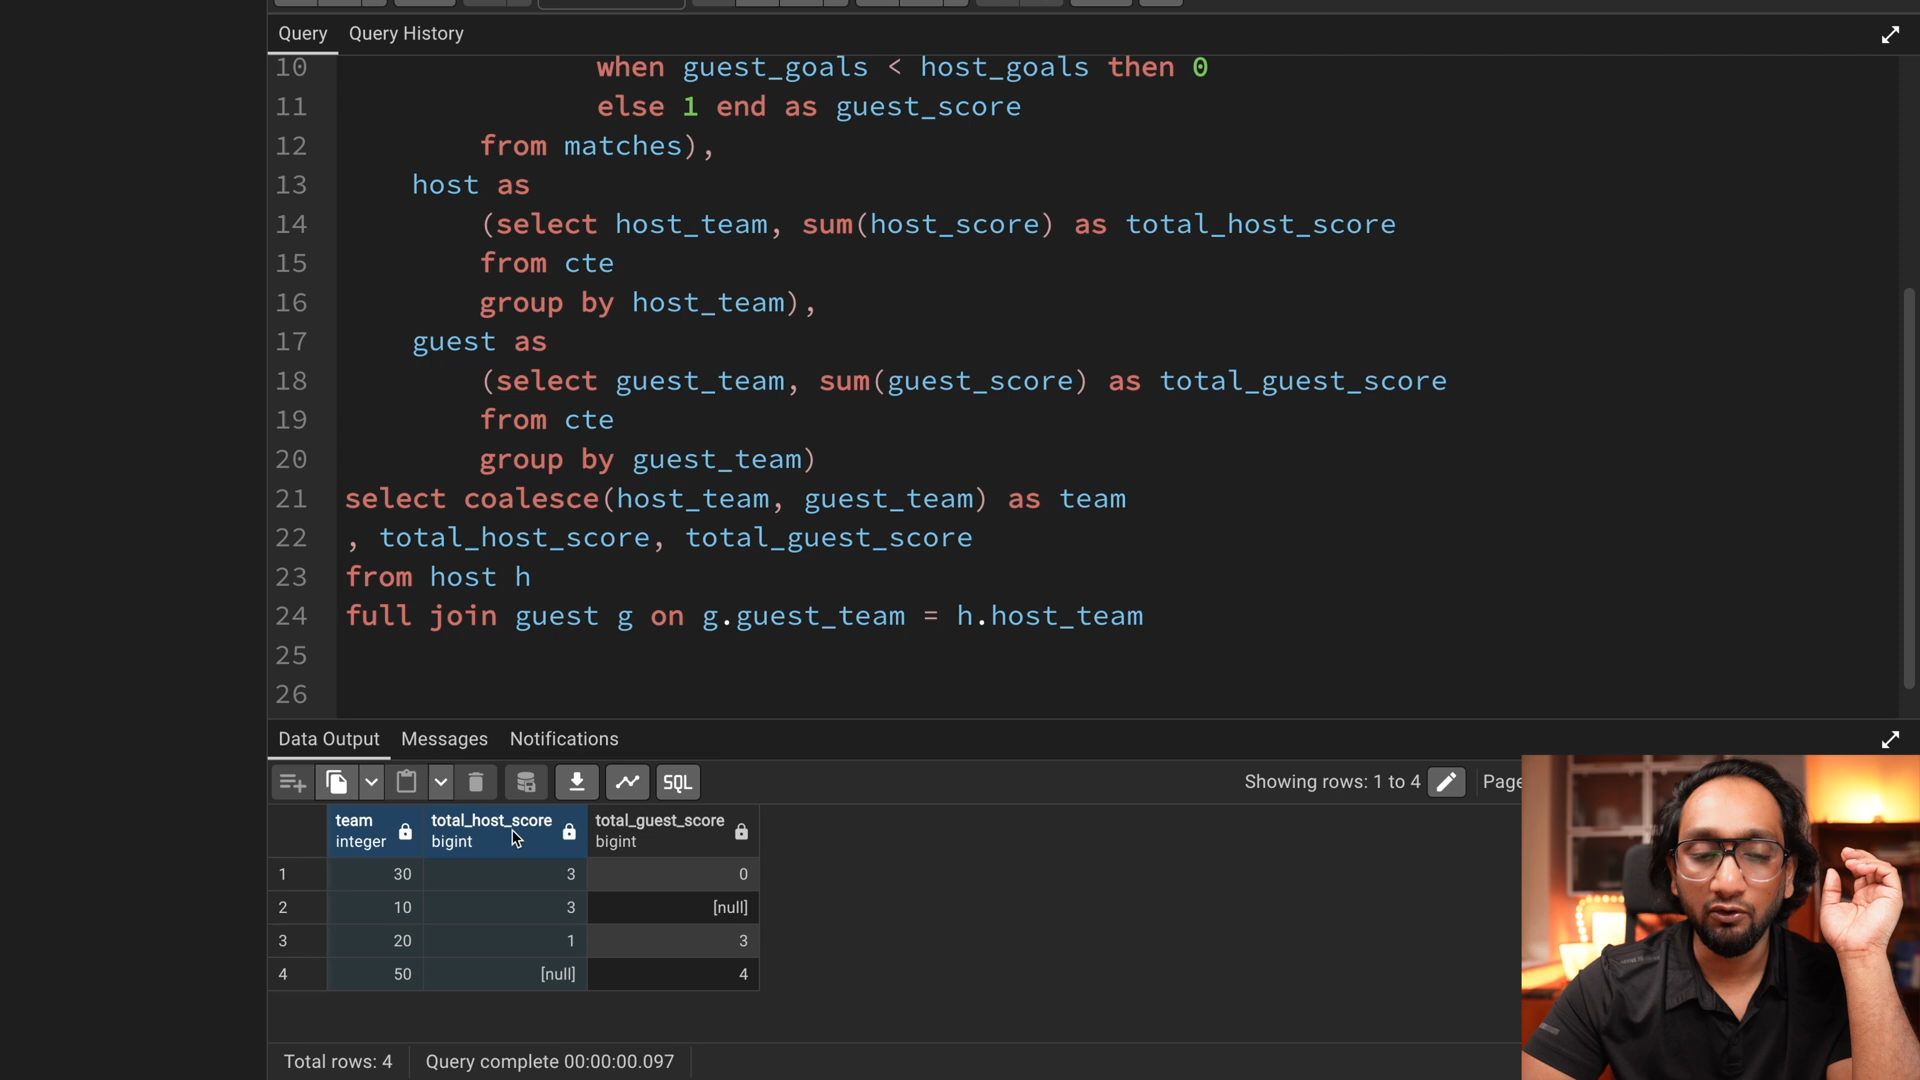 Query Query History
10 when guest_goals < host_goals then 0
11 else 1 end as guest_score
12 from matches),
13 host as
14 (select host_team, sum(host_score) as total_host_score
15 from cte
16 group by host_team),
17 guest as
18 (select guest_team, sum(guest_score) as total_guest_score
19 from cte
20 group by guest_team)
21 select coalesce(host_team, guest_team) as team
22 , total_host_score, total_guest_score
23 from host h
24 full join guest g on g.guest_team = h.host_team
25
26
Data Output Messages Notifications
SQL Showing rows: 1 to 4 Page
team total_host_score total_guest_score
integer bigint bigint
1 30 3 0
2 10 3 [null]
3 20 1 3
4 50 [null] 4
Total rows: 4 Query complete 00:00:00.097